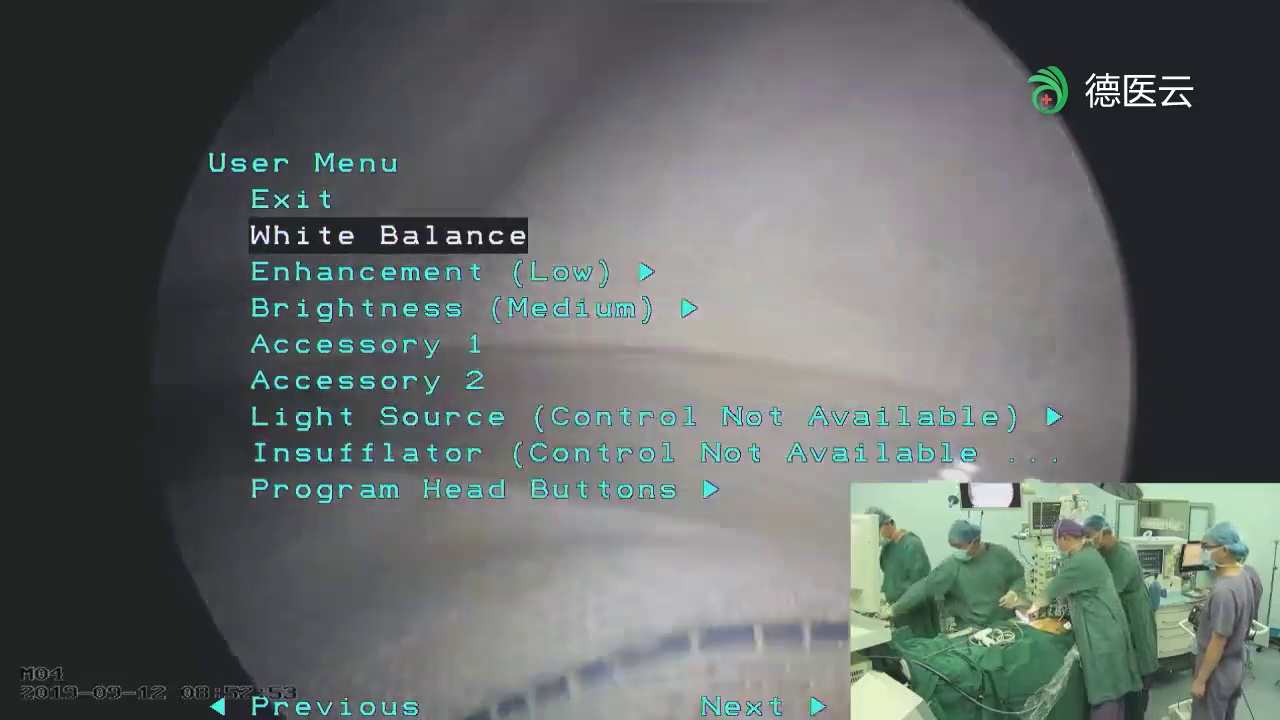 德医云
User Menu
Exit
White Balance
Enhancement (Low) ▶
Brightness (Medium) ▶
Accessory 1
Accessory 2
Light Source (Control Not Available) ▶
Insufflator (Control Not Available ...
Program Head Buttons ▶
M04
2019-09-12 08:52:53
◀ Previous
Next ▶